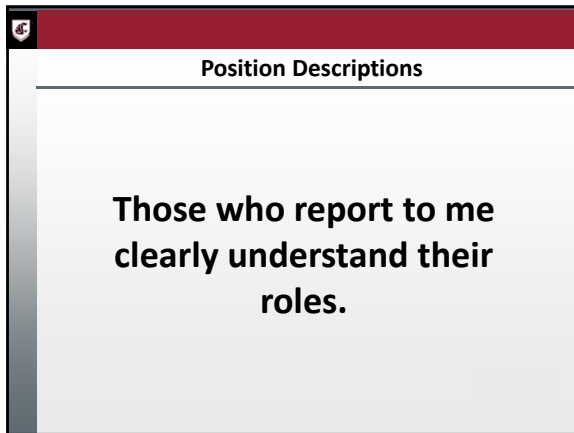 Position Descriptions
Those who report to me
clearly understand their
roles.